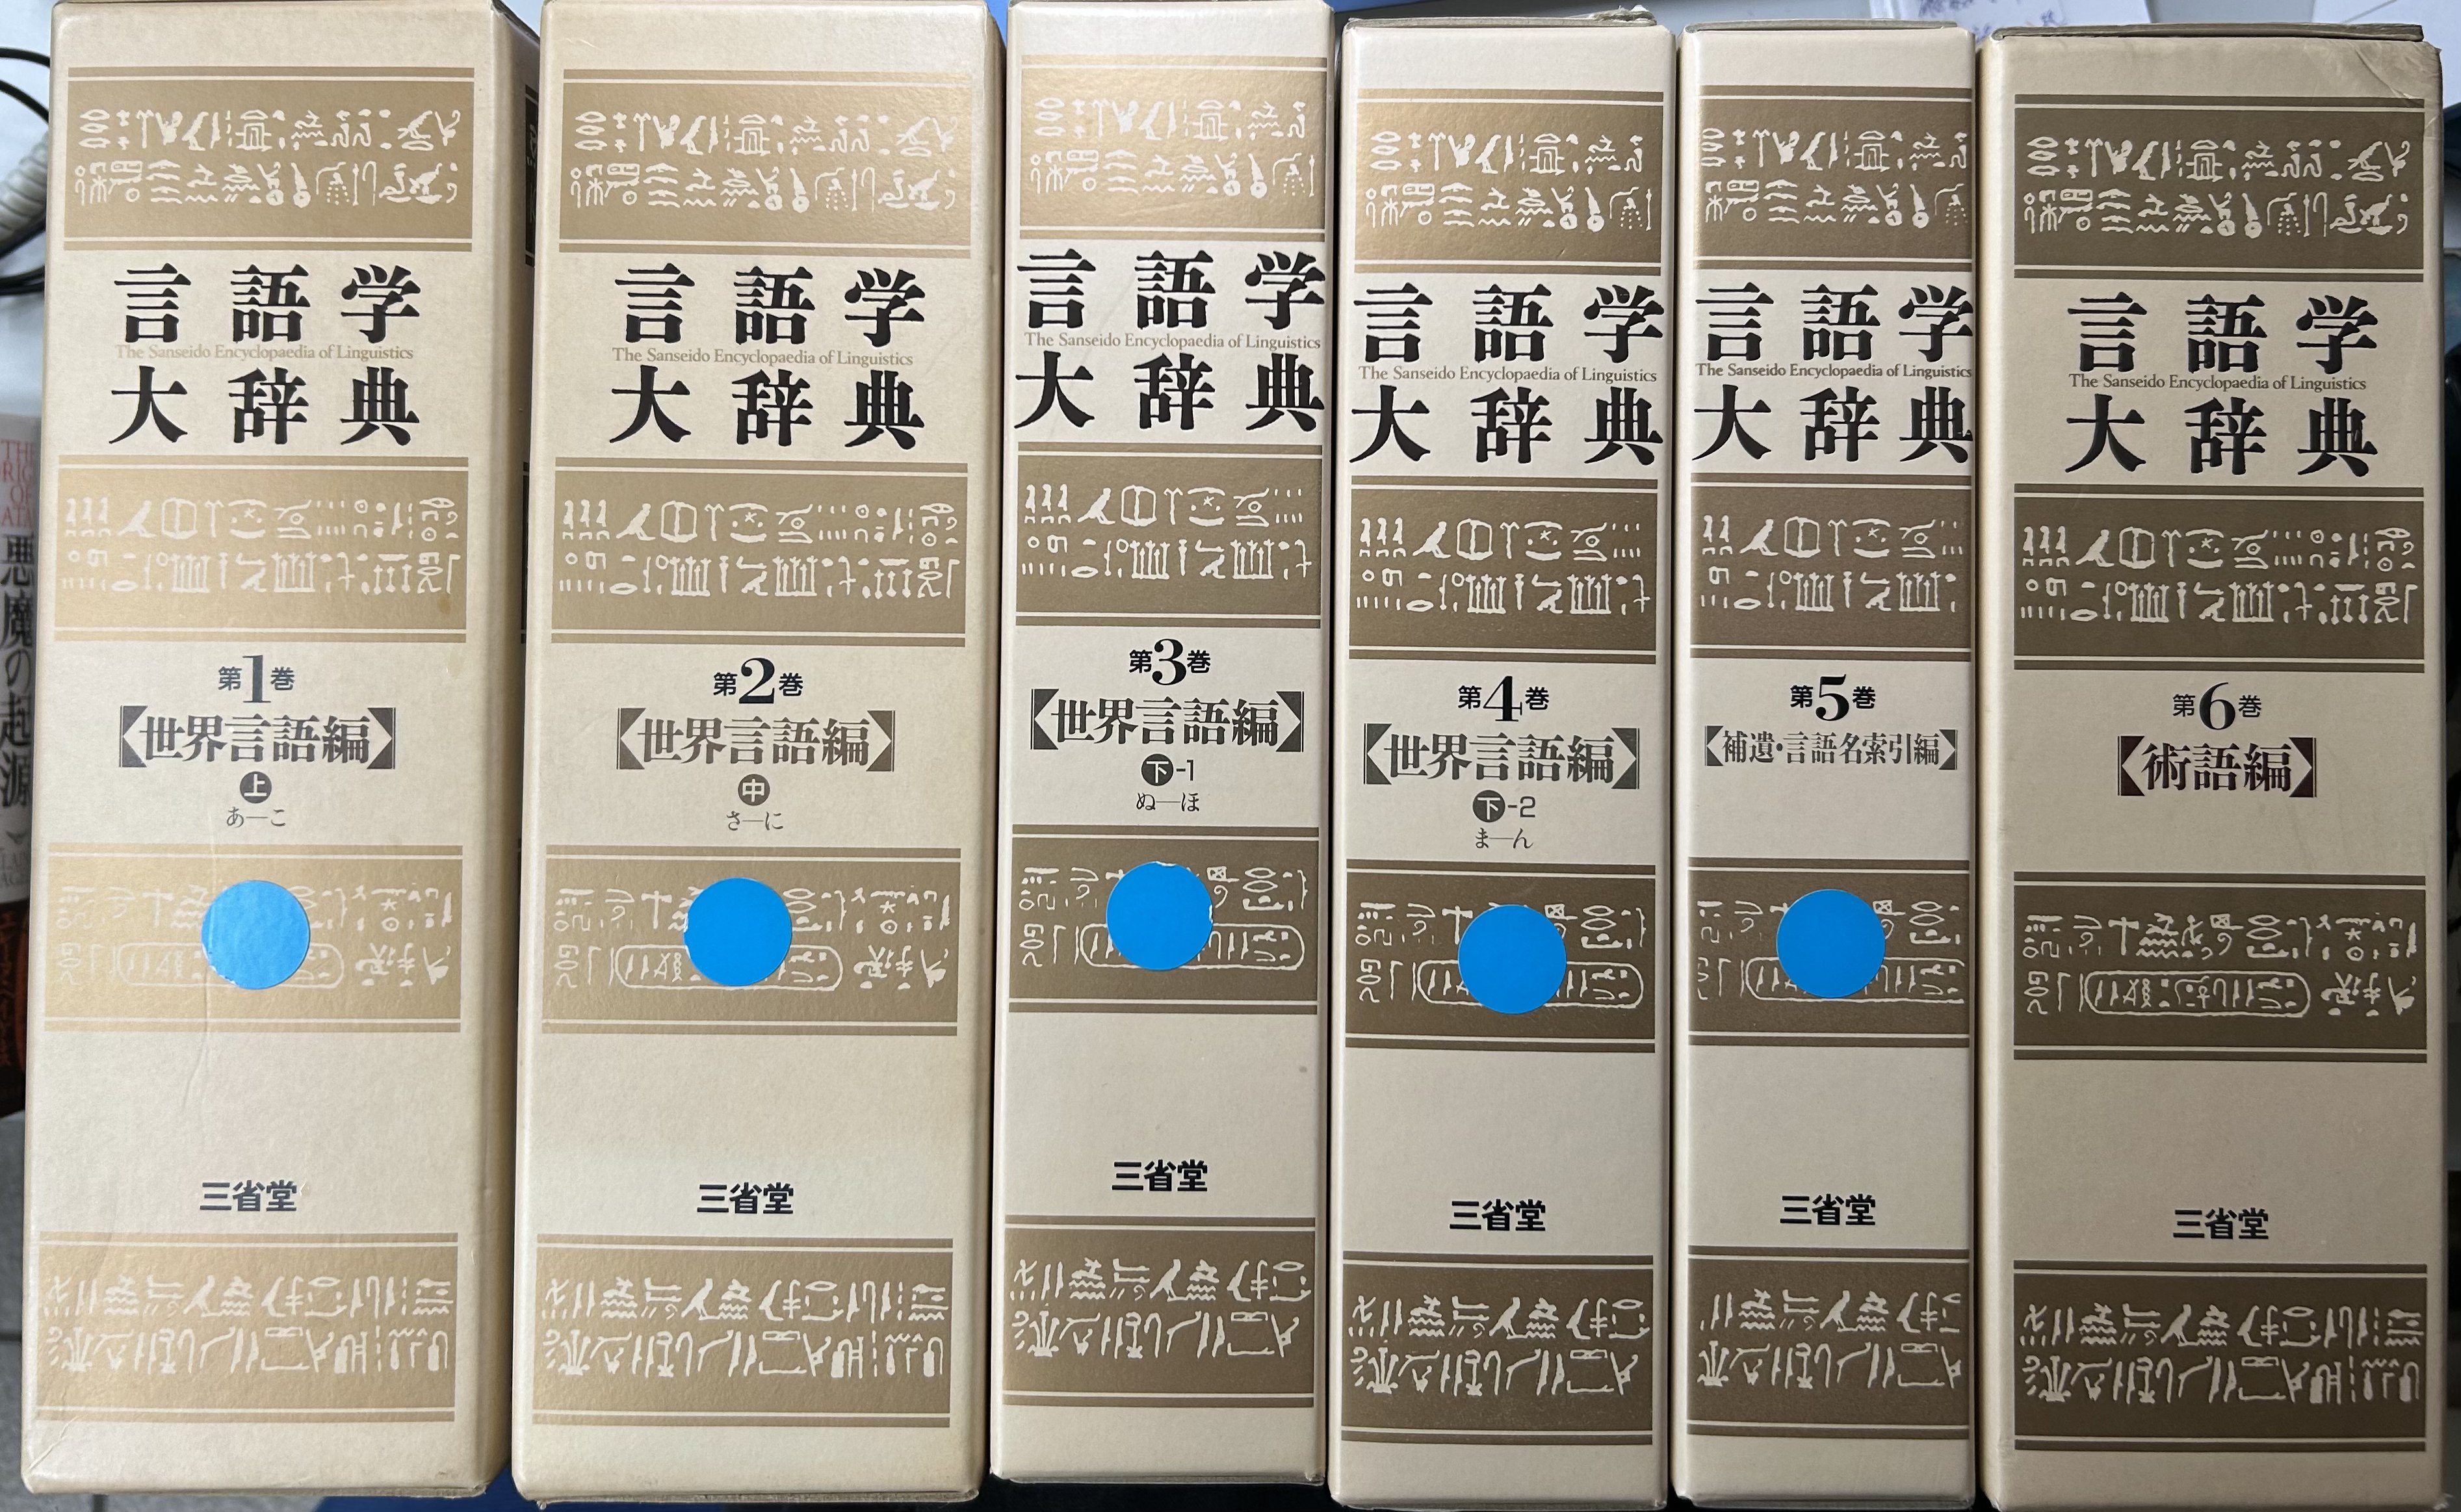 言語学
The Sanseido Encyclopaedia of Linguistics
大辞典
第1巻
【世界言語編】
上
あ—こ
三省堂
言語学
The Sanseido Encyclopaedia of Linguistics
大辞典
第2巻
【世界言語編】
中
さ—に
三省堂
言語学
The Sanseido Encyclopaedia of Linguistics
大辞典
第3巻
【世界言語編】
下-1
ぬ—ほ
三省堂
言語学
The Sanseido Encyclopaedia of Linguistics
大辞典
第4巻
【世界言語編】
下-2
ま—ん
三省堂
言語学
The Sanseido Encyclopaedia of Linguistics
大辞典
第5巻
【補遺・言語名索引編】
三省堂
言語学
The Sanseido Encyclopaedia of Linguistics
大辞典
第6巻
【術語編】
三省堂
THE
OF
悪魔の起源